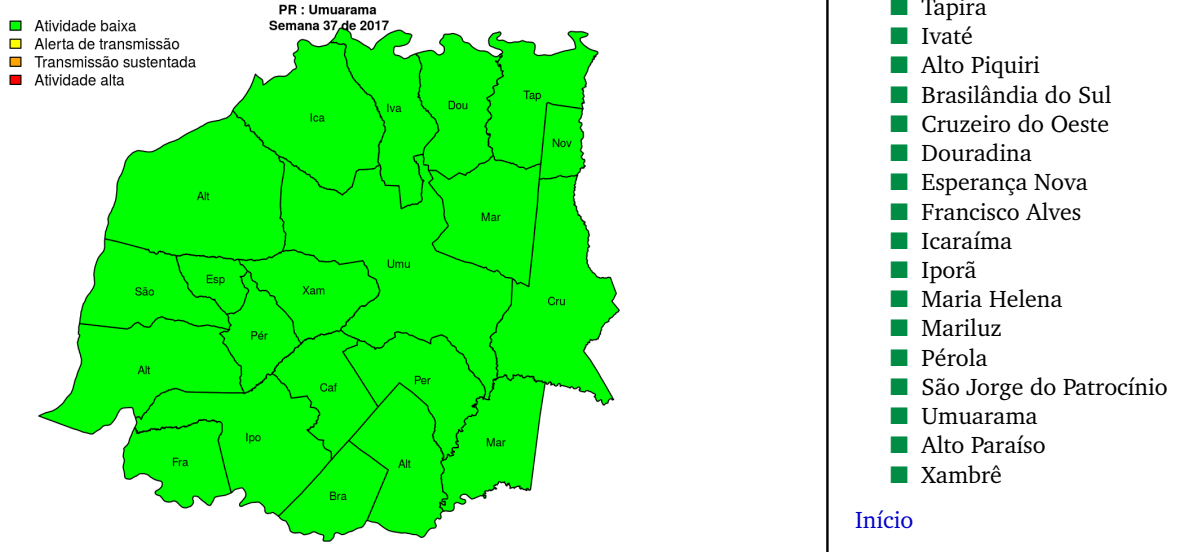 PR : Umuarama
Semana 37 de 2017
Atividade baixa
Alerta de transmissão
Transmissão sustentada
Atividade alta
Ica
Iva
Dou
Tap
Nov
Alt
Mar
Umu
Esp
São
Xam
Cru
Pér
Alt
Caf
Per
Ipo
Mar
Fra
Alt
Bra
Tapira
Ivaté
Alto Piquiri
Brasilândia do Sul
Cruzeiro do Oeste
Douradina
Esperança Nova
Francisco Alves
Icaraíma
Iporã
Maria Helena
Mariluz
Pérola
São Jorge do Patrocínio
Umuarama
Alto Paraíso
Xambrê
Início